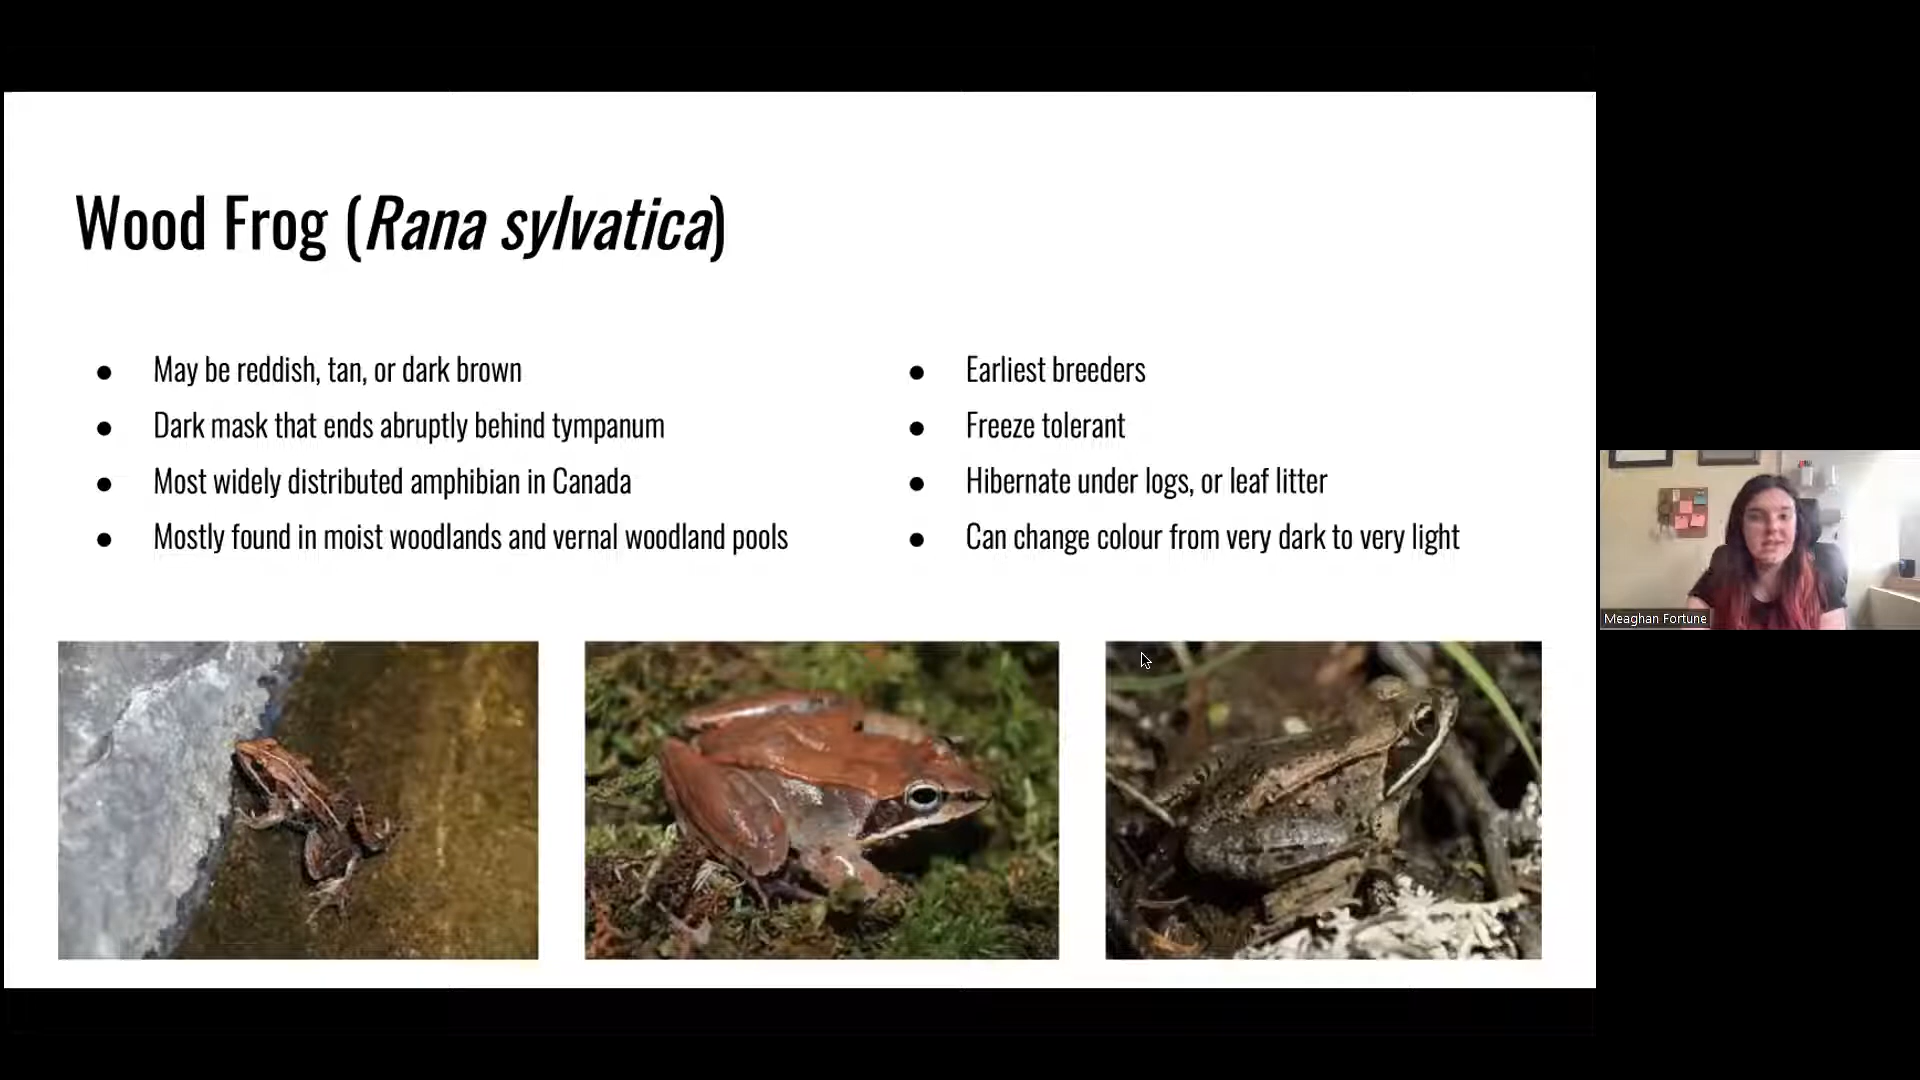 Wood Frog (Rana sylvatica)
● May be reddish, tan, or dark brown
● Dark mask that ends abruptly behind tympanum
● Most widely distributed amphibian in Canada
● Mostly found in moist woodlands and vernal woodland pools
● Earliest breeders
● Freeze tolerant
● Hibernate under logs, or leaf litter
● Can change colour from very dark to very light
Meaghan Fortune